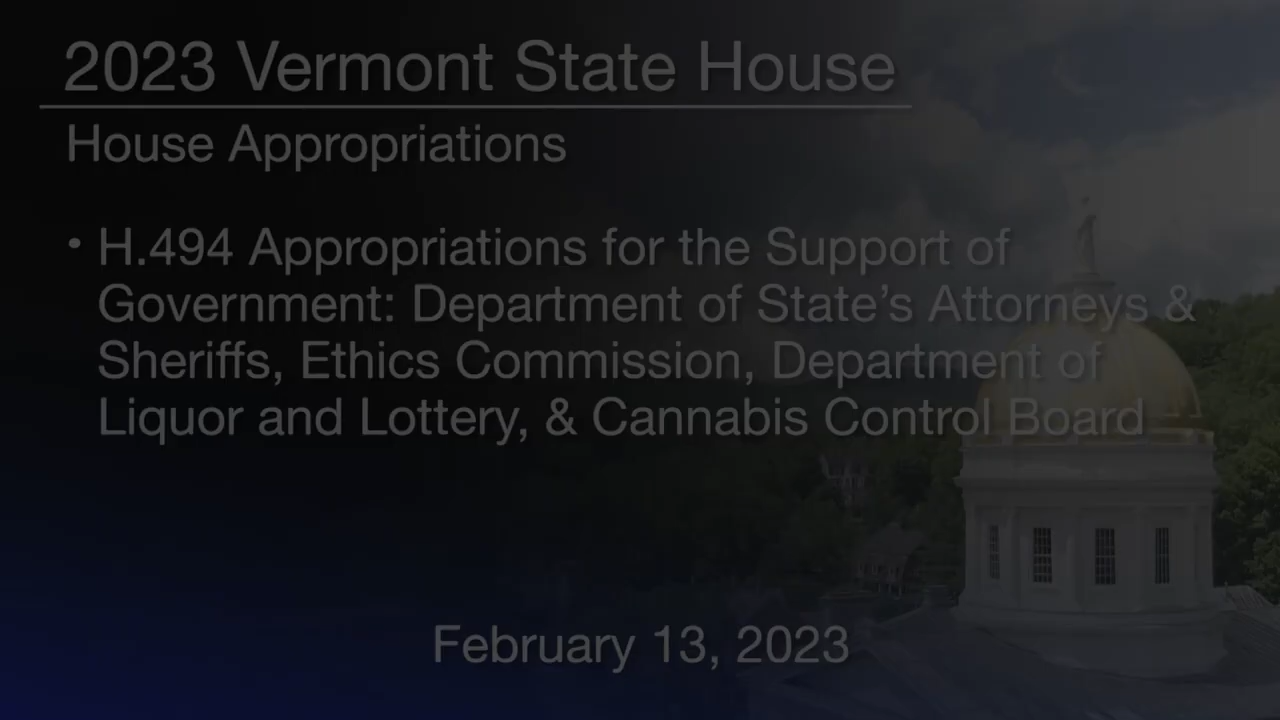 2023 Vermont State House
House Appropriations
• H.494 Appropriations for the Support of
Government: Department of State’s Attorneys &
Sheriffs, Ethics Commission, Department of
Liquor and Lottery, & Cannabis Control Board
February 13, 2023